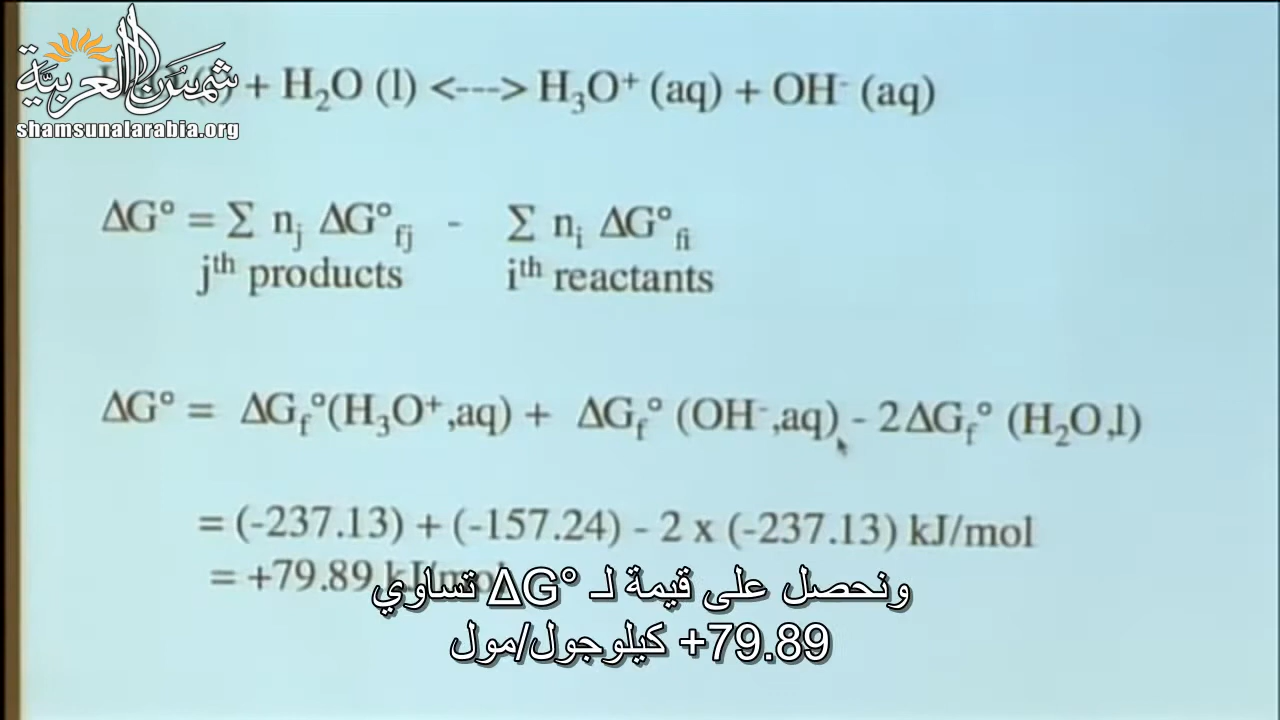 شمس العربية
shamsunalarabia.org
+ H₂O (l) <---> H₃O⁺ (aq) + OH⁻ (aq)
ΔG° = Σ nⱼ ΔG°fj - Σ nᵢ ΔG°fi
jᵗʰ products iᵗʰ reactants
ΔG° = ΔGf°(H₃O⁺,aq) + ΔGf° (OH⁻,aq) - 2ΔGf° (H₂O,l)
= (-237.13) + (-157.24) - 2 x (-237.13) kJ/mol
= +79.89 kJ/mol
ونحصل على قيمة لـ ΔG° تساوي
+79.89 كيلوجول/مول